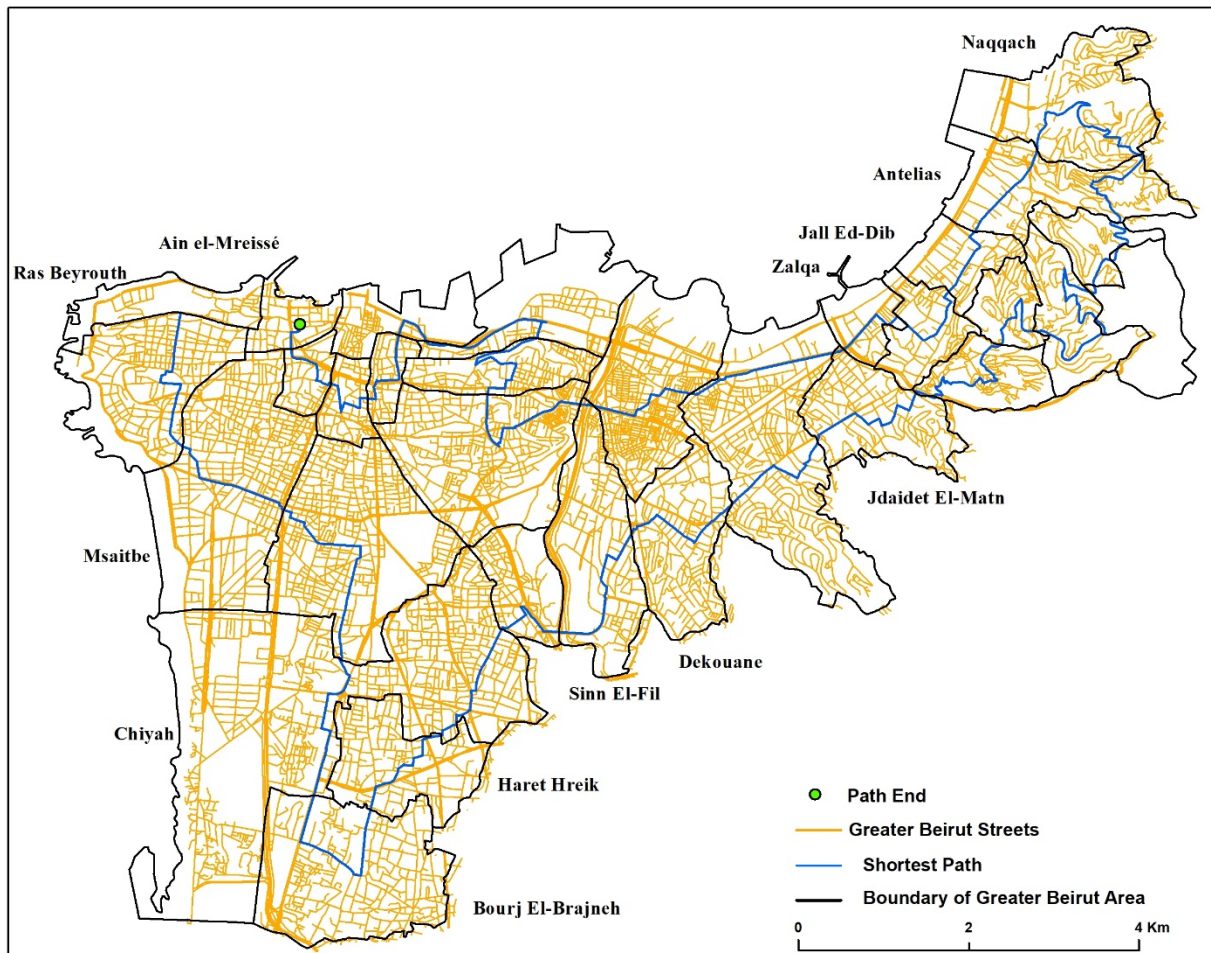 Naqqach
Antelias
Jall Ed-Dib
Ain el-Mreissé
Zalqa
Ras Beyrouth
Jdaidet El-Matn
Msaitbe
Dekouane
Sinn El-Fil
Chiyah
Haret Hreik
Path End
Greater Beirut Streets
Shortest Path
Boundary of Greater Beirut Area
Bourj El-Brajneh
0 2 4 Km